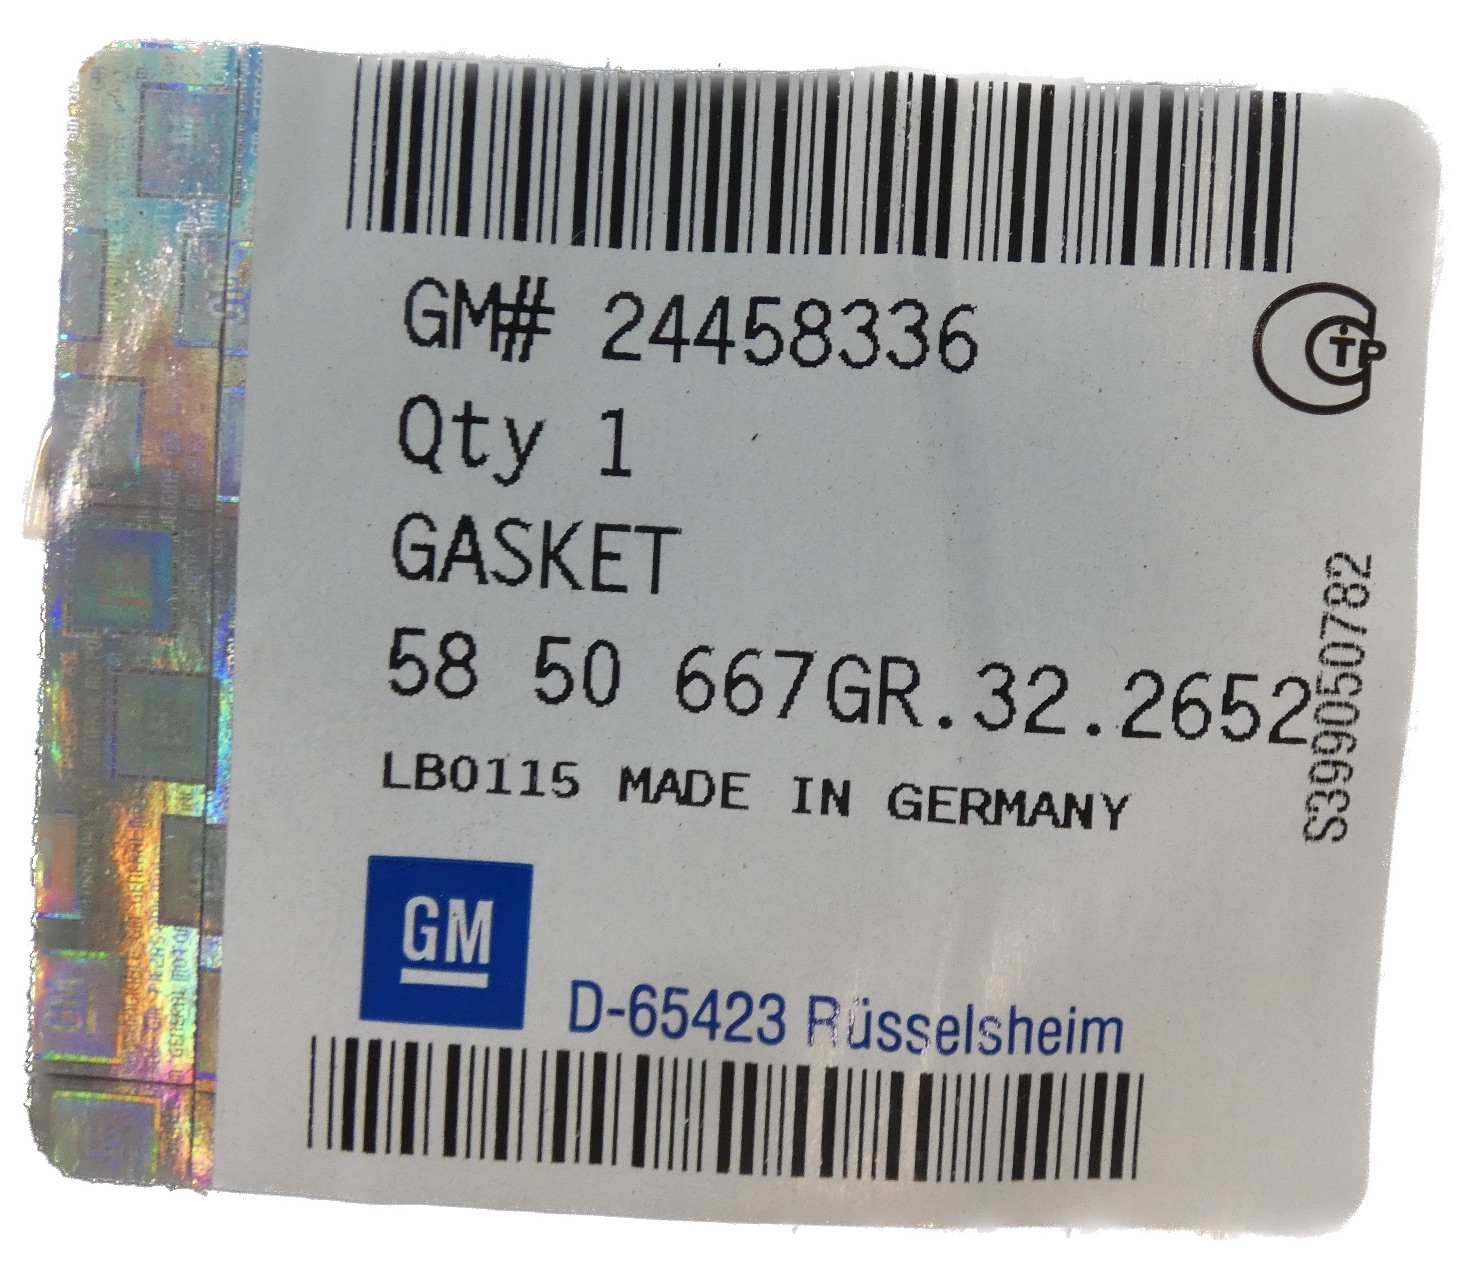 GM# 24458336
Qty 1
GASKET
58 50 667GR.32.2652
LB0115 MADE IN GERMANY
GM
D-65423 Rüsselsheim
S399050782